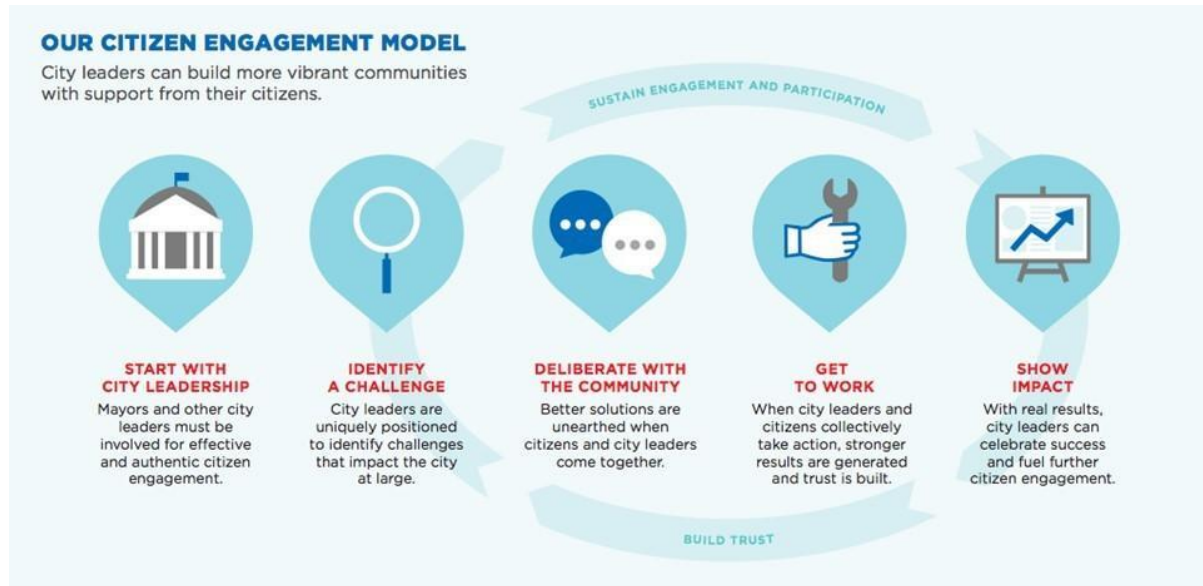 OUR CITIZEN ENGAGEMENT MODEL
City leaders can build more vibrant communities
with support from their citizens.
SUSTAIN ENGAGEMENT AND PARTICIPATION
START WITH
CITY LEADERSHIP
Mayors and other city
leaders must be
involved for effective
and authentic citizen
engagement.
IDENTIFY
A CHALLENGE
City leaders are
uniquely positioned
to identify challenges
that impact the city
at large.
DELIBERATE WITH
THE COMMUNITY
Better solutions are
unearthed when
citizens and city leaders
come together.
GET
TO WORK
When city leaders and
citizens collectively
take action, stronger
results are generated
and trust is built.
SHOW
IMPACT
With real results,
city leaders can
celebrate success
and fuel further
citizen engagement.
BUILD TRUST